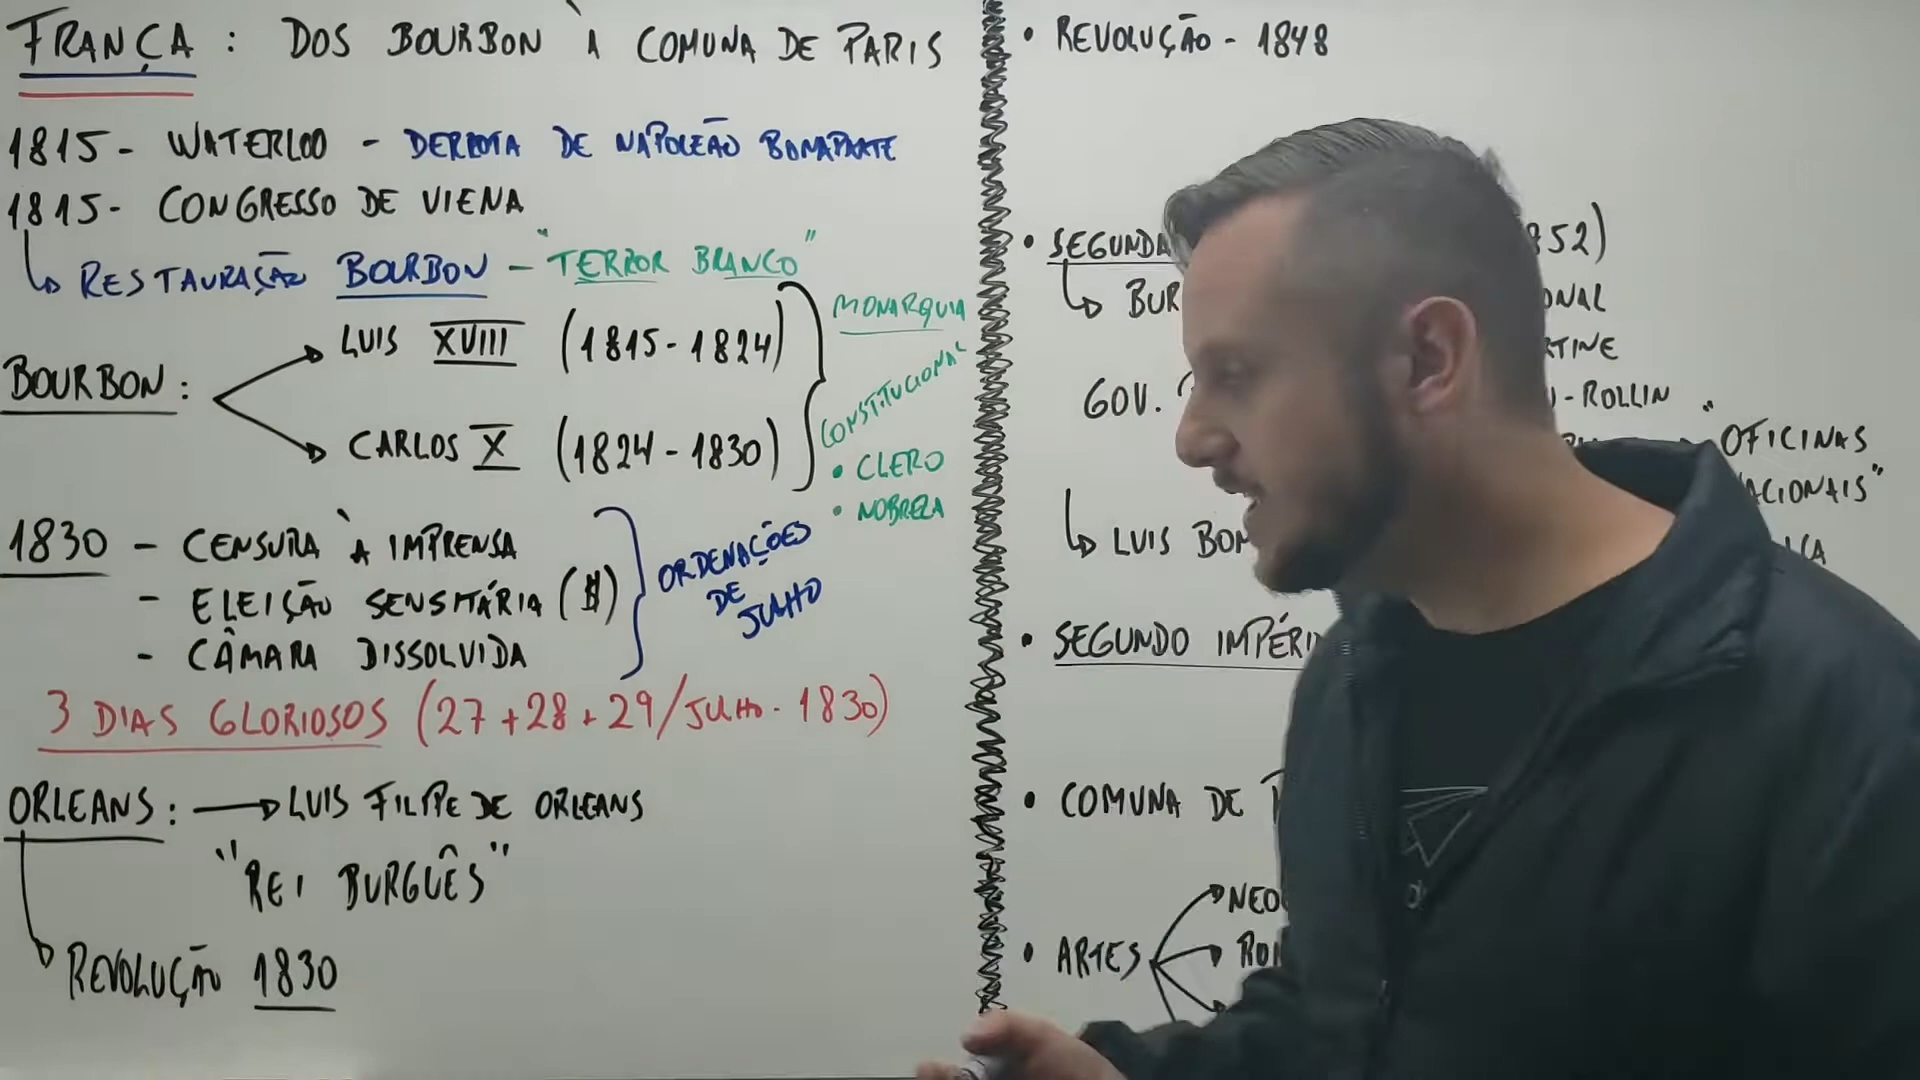 FRANÇA: DOS BOURBON À COMUNA DE PARIS
1815 - WATERLOO - DERROTA DE NAPOLEÃO BONAPARTE
1815 - CONGRESSO DE VIENA
RESTAURAÇÃO BOURBON - "TERROR BRANCO"
BOURBON:
LUIS XVIII (1815-1824)
CARLOS X (1824-1830)
MONARQUIA
CONSTITUCIONAL
• CLERO
• NOBREZA
1830 - CENSURA À IMPRENSA
- ELEIÇÃO SENSITÁRIA ($)
- CÂMARA DISSOLVIDA
ORDENAÇÕES
DE
JULHO
3 DIAS GLORIOSOS (27+28+29/JULHO-1830)
ORLEANS: LUIS FILIPE DE ORLEANS
"REI BURGUÊS"
REVOLUÇÃO 1830
• REVOLUÇÃO - 1848
• SEGUNDA 852)
BUR ONAL
GOV. -ROLLIN
"OFICINAS
ACIONAIS"
LUIS BON
• SEGUNDO IMPÉRI
• COMUNA DE
NEO
• ARTES